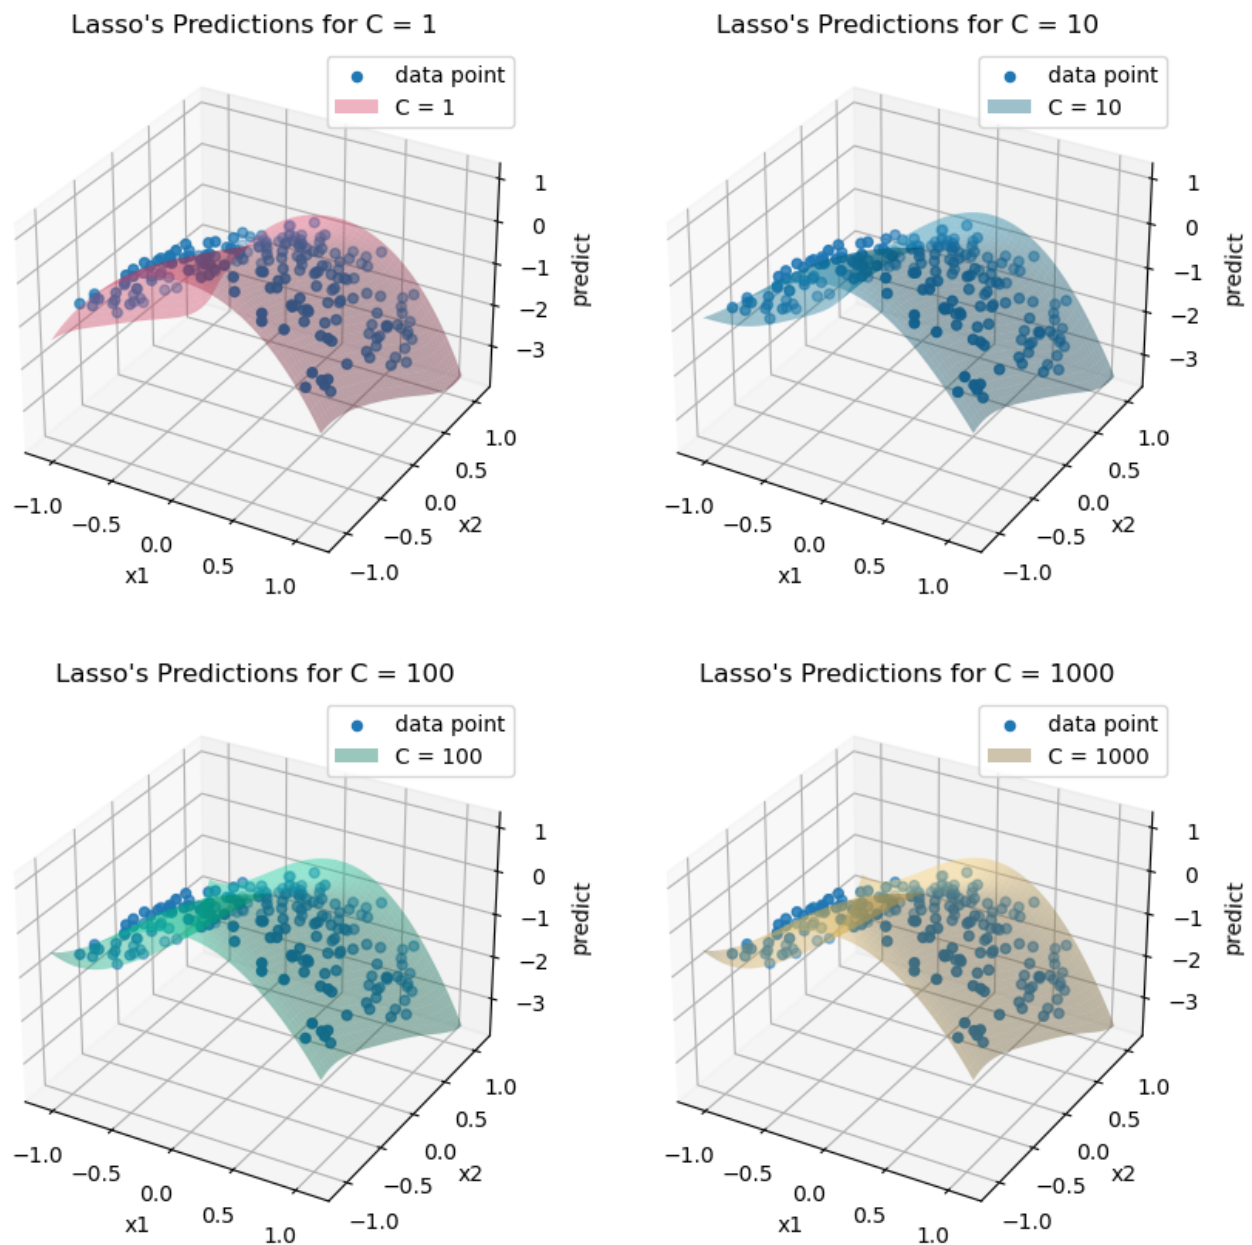 Lasso's Predictions for C = 1
data point
C = 1
1
0
−1
−2
−3
predict
−1.0
−0.5
0.0
0.5
1.0
x1
−1.0
−0.5
0.0
0.5
1.0
x2
Lasso's Predictions for C = 10
data point
C = 10
1
0
−1
−2
−3
predict
−1.0
−0.5
0.0
0.5
1.0
x1
−1.0
−0.5
0.0
0.5
1.0
x2
Lasso's Predictions for C = 100
data point
C = 100
1
0
−1
−2
−3
predict
−1.0
−0.5
0.0
0.5
1.0
x1
−1.0
−0.5
0.0
0.5
1.0
x2
Lasso's Predictions for C = 1000
data point
C = 1000
1
0
−1
−2
−3
predict
−1.0
−0.5
0.0
0.5
1.0
x1
−1.0
−0.5
0.0
0.5
1.0
x2